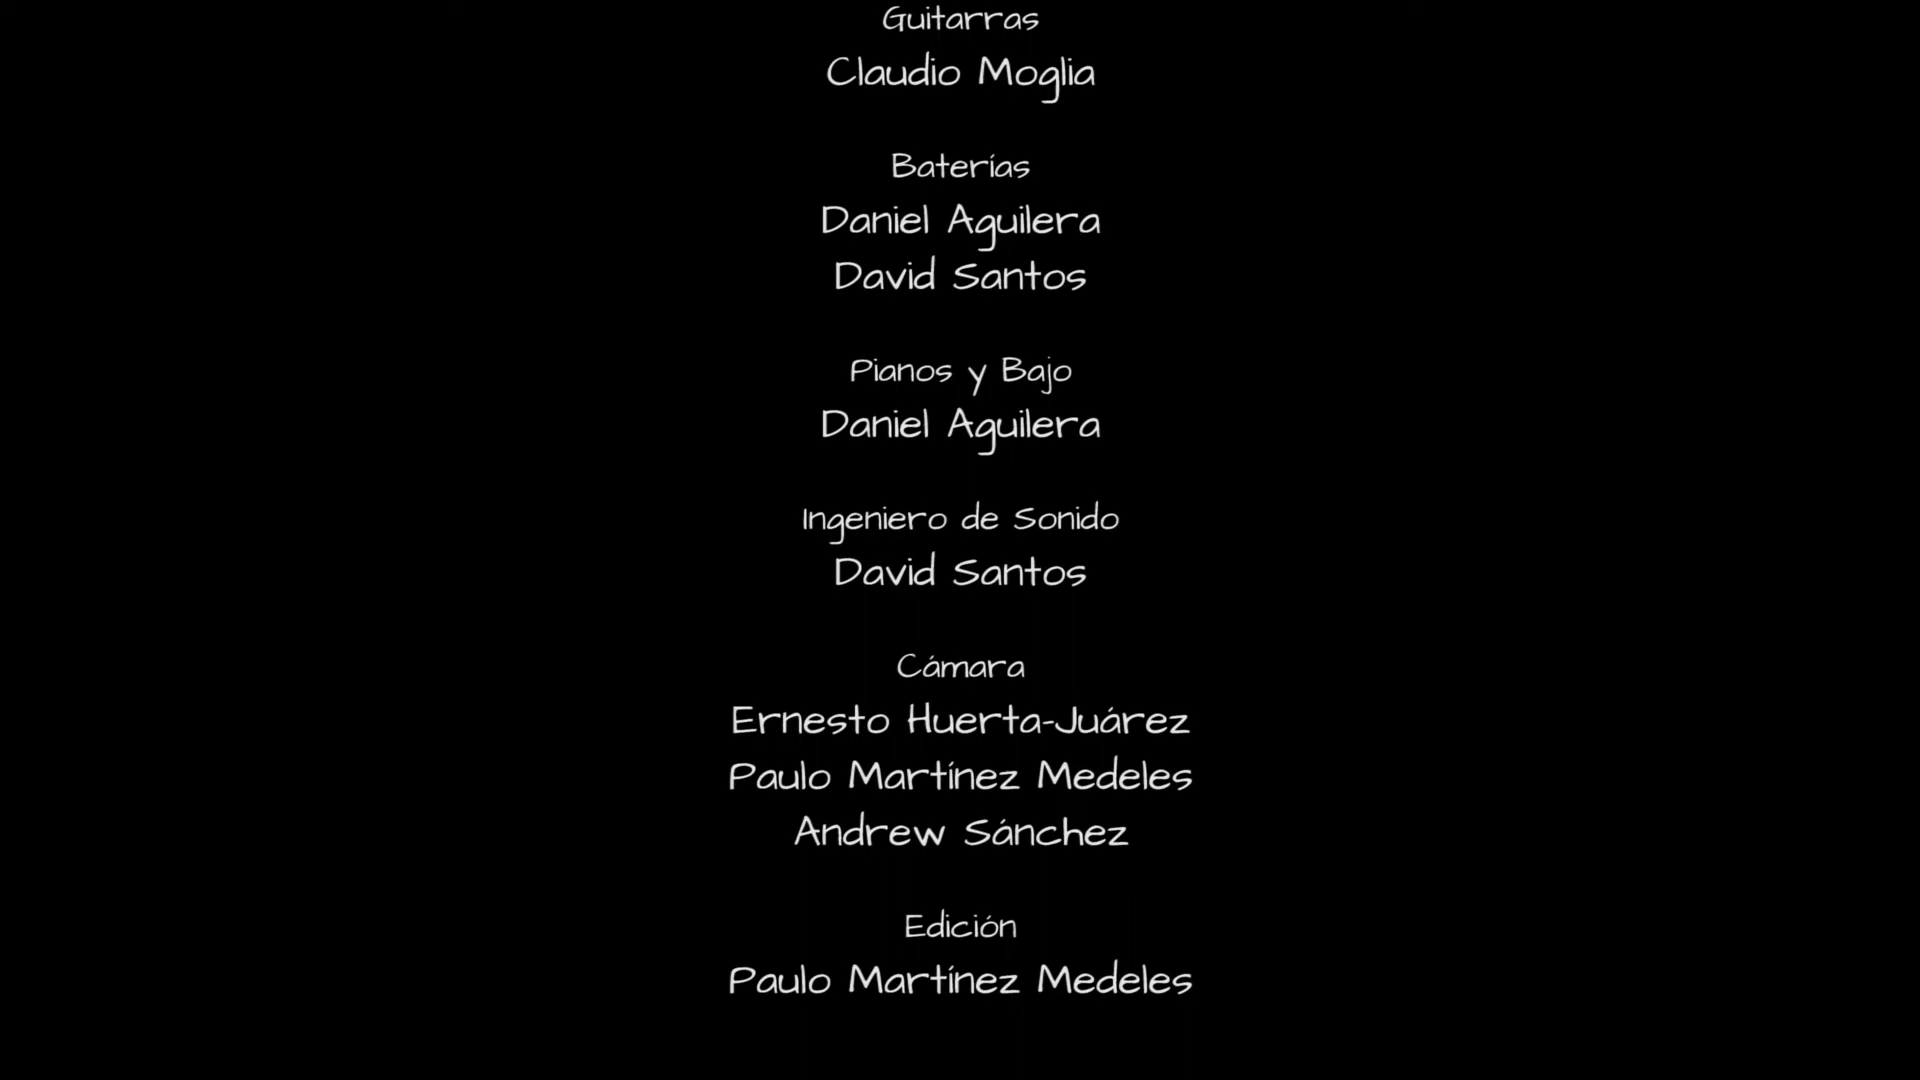 Guitarras
Claudio Moglia
Baterías
Daniel Aguilera
David Santos
Pianos y Bajo
Daniel Aguilera
Ingeniero de Sonido
David Santos
Cámara
Ernesto Huerta-Juárez
Paulo Martínez Medeles
Andrew Sánchez
Edición
Paulo Martínez Medeles